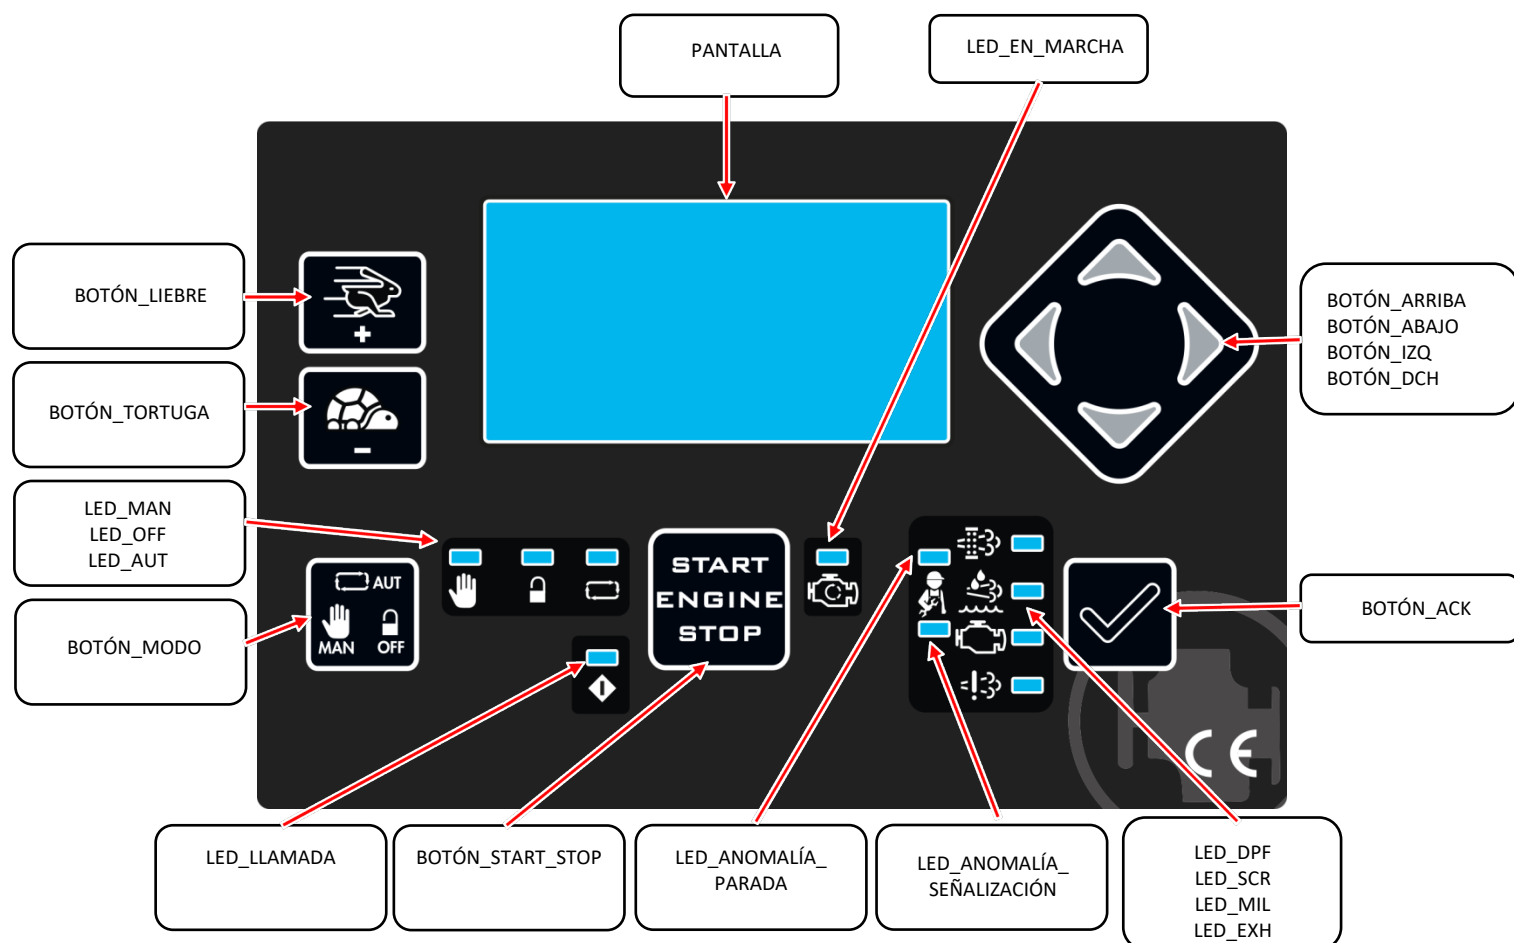 PANTALLA
LED_EN_MARCHA
BOTÓN_LIEBRE
+
BOTÓN_ARRIBA
BOTÓN_ABAJO
BOTÓN_IZQ
BOTÓN_DCH
BOTÓN_TORTUGA
-
LED_MAN
LED_OFF
LED_AUT
START
ENGINE
STOP
AUT
MAN OFF
BOTÓN_MODO
BOTÓN_ACK
CE
LED_LLAMADA
BOTÓN_START_STOP
LED_ANOMALÍA_
PARADA
LED_ANOMALÍA_
SEÑALIZACIÓN
LED_DPF
LED_SCR
LED_MIL
LED_EXH